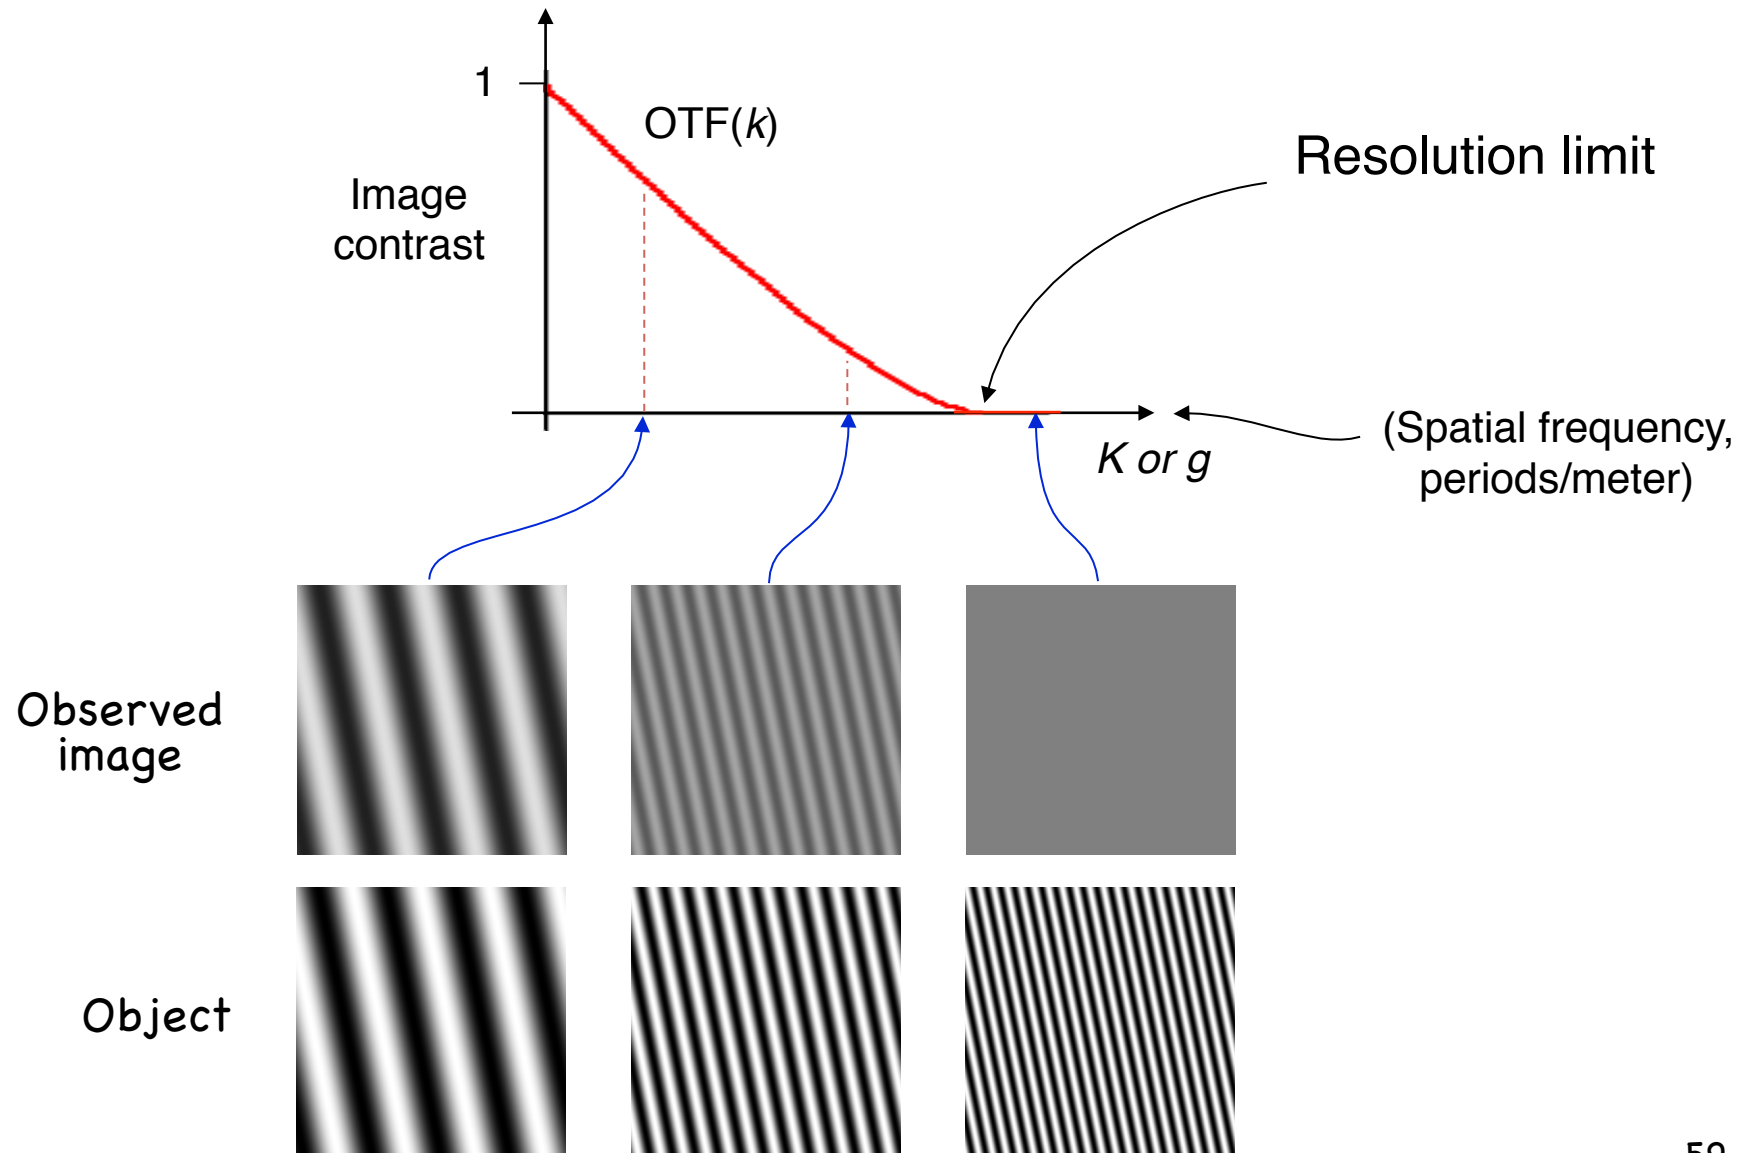 1
OTF(k)
Resolution limit
Image
contrast
(Spatial frequency,
periods/meter)
K or g
Observed
image
Object